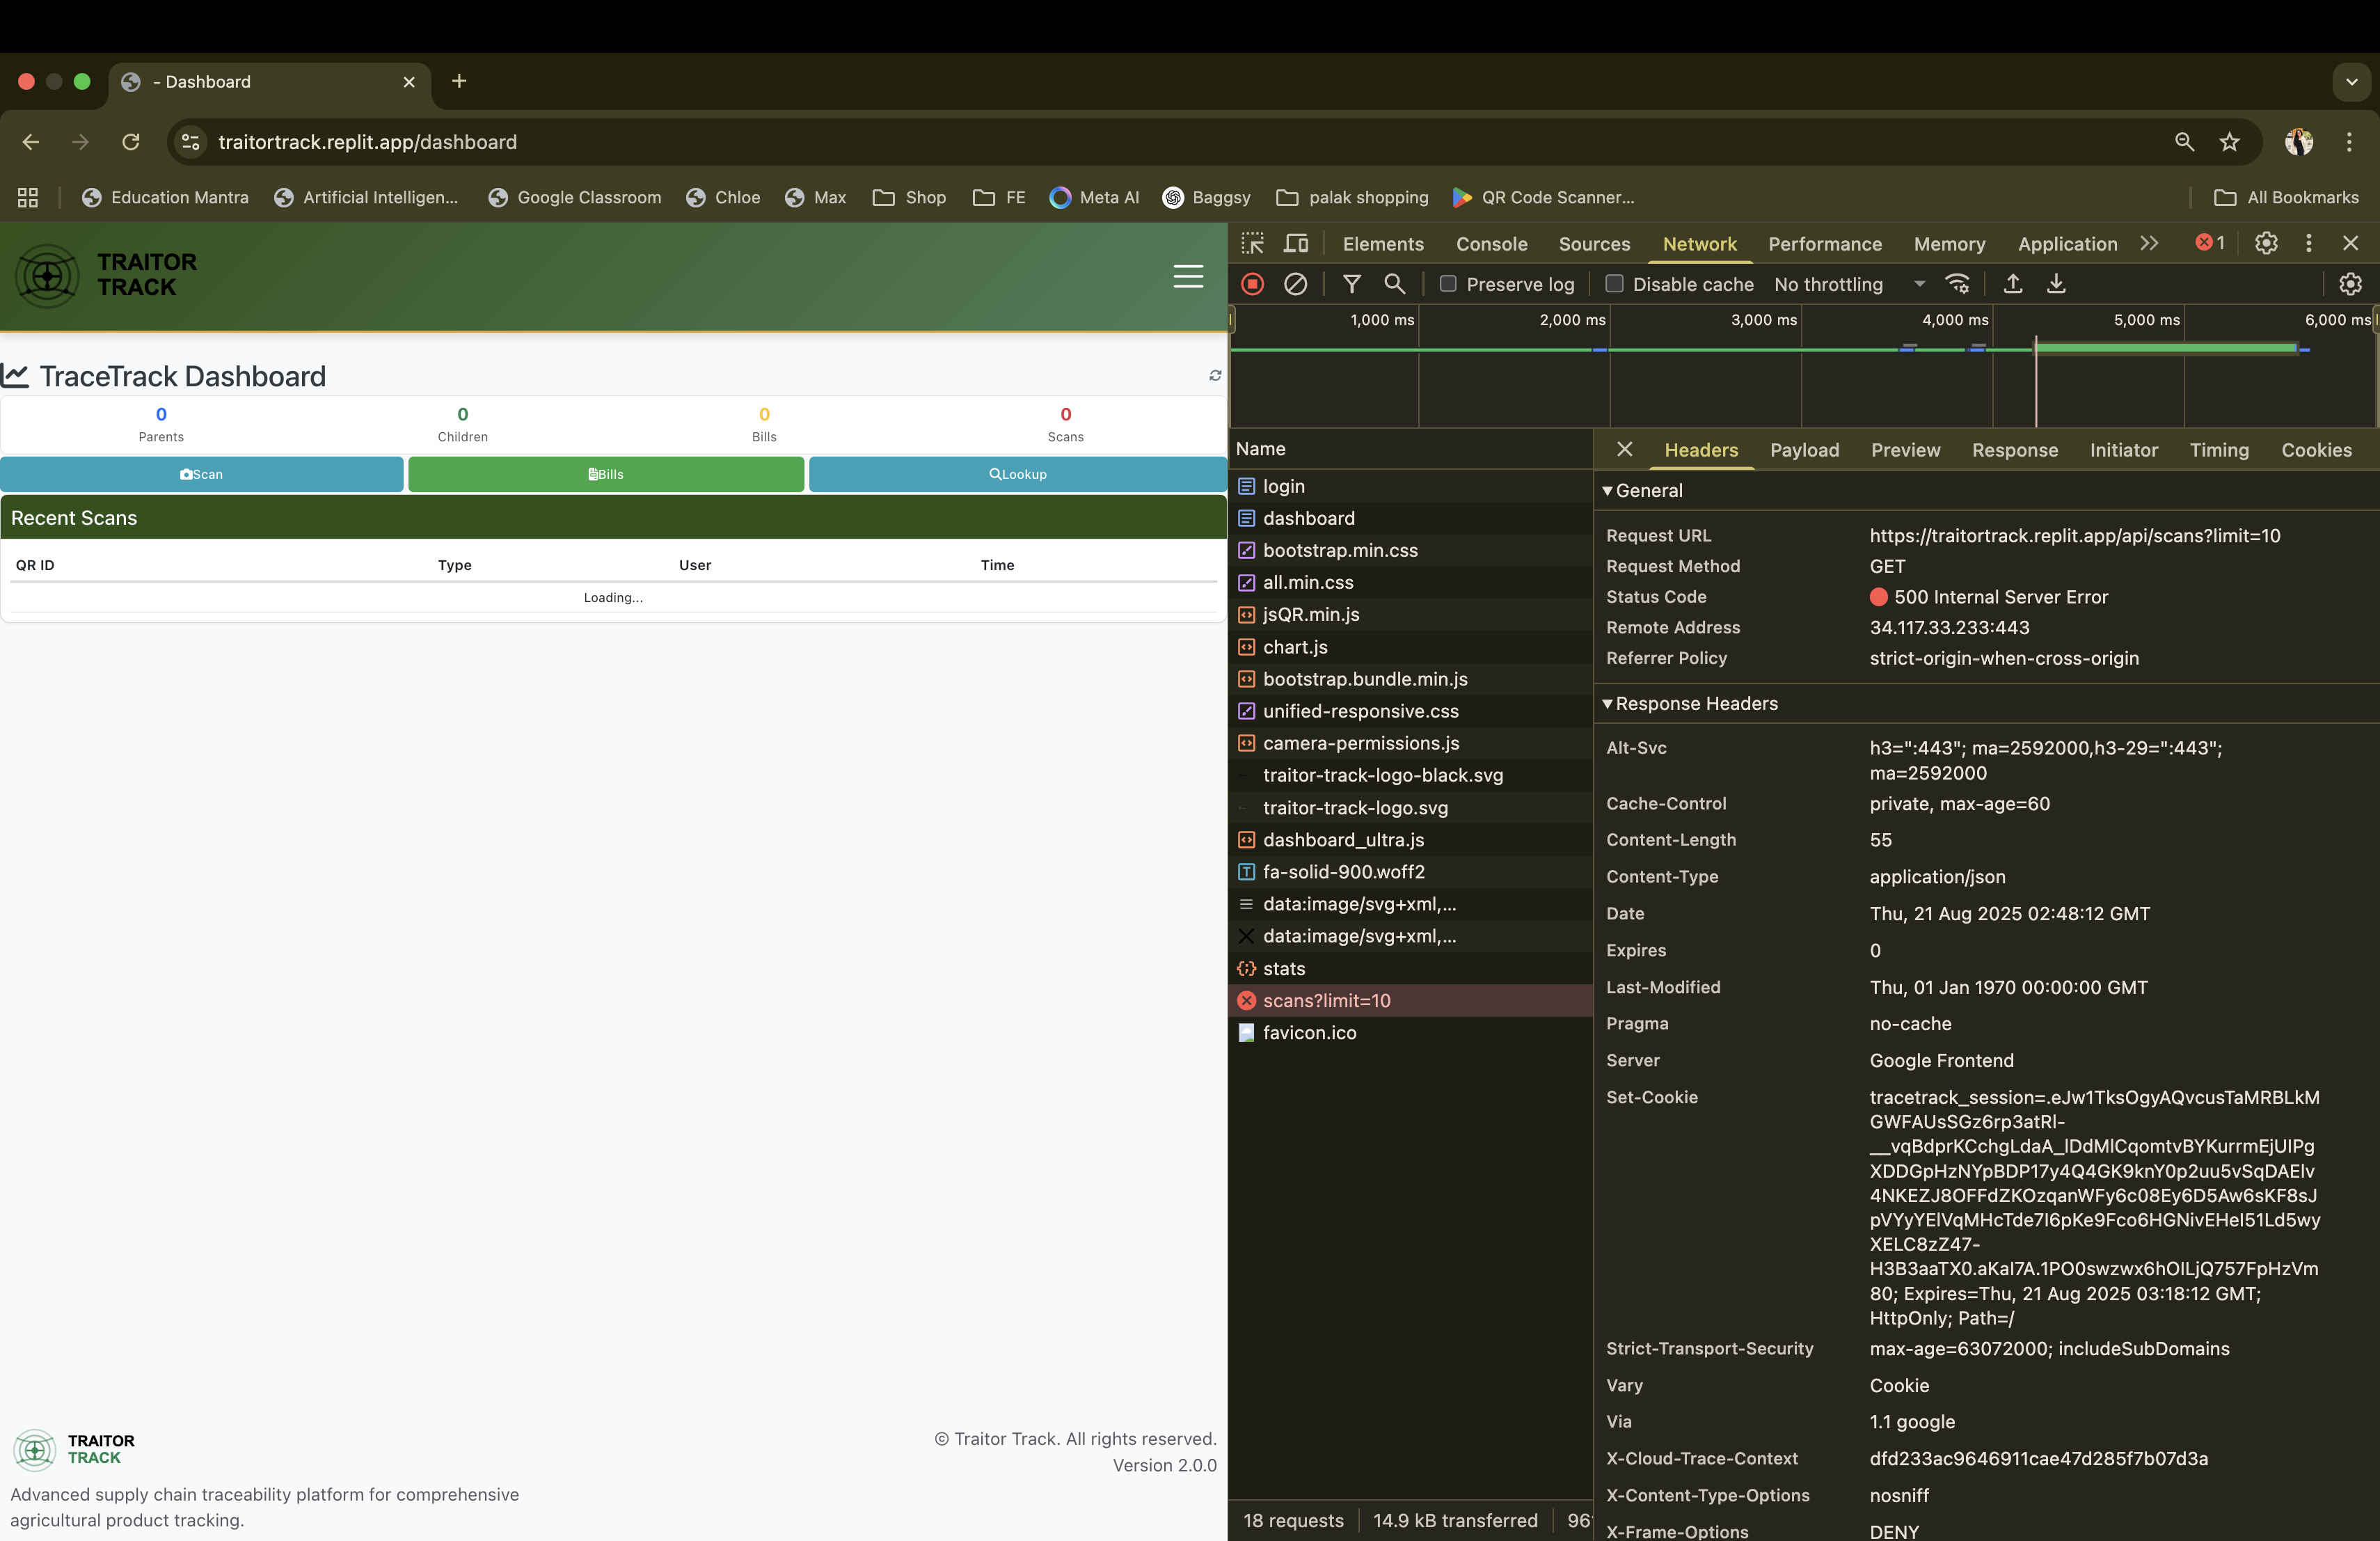 - Dashboard
traitortrack.replit.app/dashboard
Education Mantra
Artificial Intelligen...
Google Classroom
Chloe
Max
Shop
FE
Meta AI
Baggsy
palak shopping
QR Code Scanner...
All Bookmarks
TRAITOR
TRACK
TraceTrack Dashboard
0
Parents
0
Children
0
Bills
0
Scans
Scan
Bills
Lookup
Recent Scans
QR ID Type User Time
Loading...
TRAITOR
TRACK
Advanced supply chain traceability platform for comprehensive
agricultural product tracking.
© Traitor Track. All rights reserved.
Version 2.0.0
Elements Console Sources Network Performance Memory Application 1
Preserve log Disable cache No throttling
1,000 ms 2,000 ms 3,000 ms 4,000 ms 5,000 ms 6,000 ms
Name
login
dashboard
bootstrap.min.css
all.min.css
jsQR.min.js
chart.js
bootstrap.bundle.min.js
unified-responsive.css
camera-permissions.js
traitor-track-logo-black.svg
traitor-track-logo.svg
dashboard_ultra.js
fa-solid-900.woff2
data:image/svg+xml,...
data:image/svg+xml,...
stats
scans?limit=10
favicon.ico
18 requests 14.9 kB transferred
Headers Payload Preview Response Initiator Timing Cookies
General
Request URL https://traitortrack.replit.app/api/scans?limit=10
Request Method GET
Status Code 500 Internal Server Error
Remote Address 34.117.33.233:443
Referrer Policy strict-origin-when-cross-origin
Response Headers
Alt-Svc h3=":443"; ma=2592000,h3-29=":443";
ma=2592000
Cache-Control private, max-age=60
Content-Length 55
Content-Type application/json
Date Thu, 21 Aug 2025 02:48:12 GMT
Expires 0
Last-Modified Thu, 01 Jan 1970 00:00:00 GMT
Pragma no-cache
Server Google Frontend
Set-Cookie tracetrack_session=.eJw1TksOgyAQvcusTaMRBLkM
GWFAUsSGz6rp3atRl-
__vqBdprKCchgLdaA_lDdMlCqomtvBYKurrmEjUIPg
XDDGpHzNYpBDP17y4Q4GK9knY0p2uu5vSqDAElv
4NKEZJ8OFFdZKOzqanWFy6c08Ey6D5Aw6sKF8sJ
pVYyYElVqMHcTde7I6pKe9Fco6HGNivEHeI51Ld5wy
XELC8zZ47-
H3B3aaTX0.aKaI7A.1PO0swzwx6hOILjQ757FpHzVm
80; Expires=Thu, 21 Aug 2025 03:18:12 GMT;
HttpOnly; Path=/
Strict-Transport-Security max-age=63072000; includeSubDomains
Vary Cookie
Via 1.1 google
X-Cloud-Trace-Context dfd233ac9646911cae47d285f7b07d3a
X-Content-Type-Options nosniff
X-Frame-Options DENY